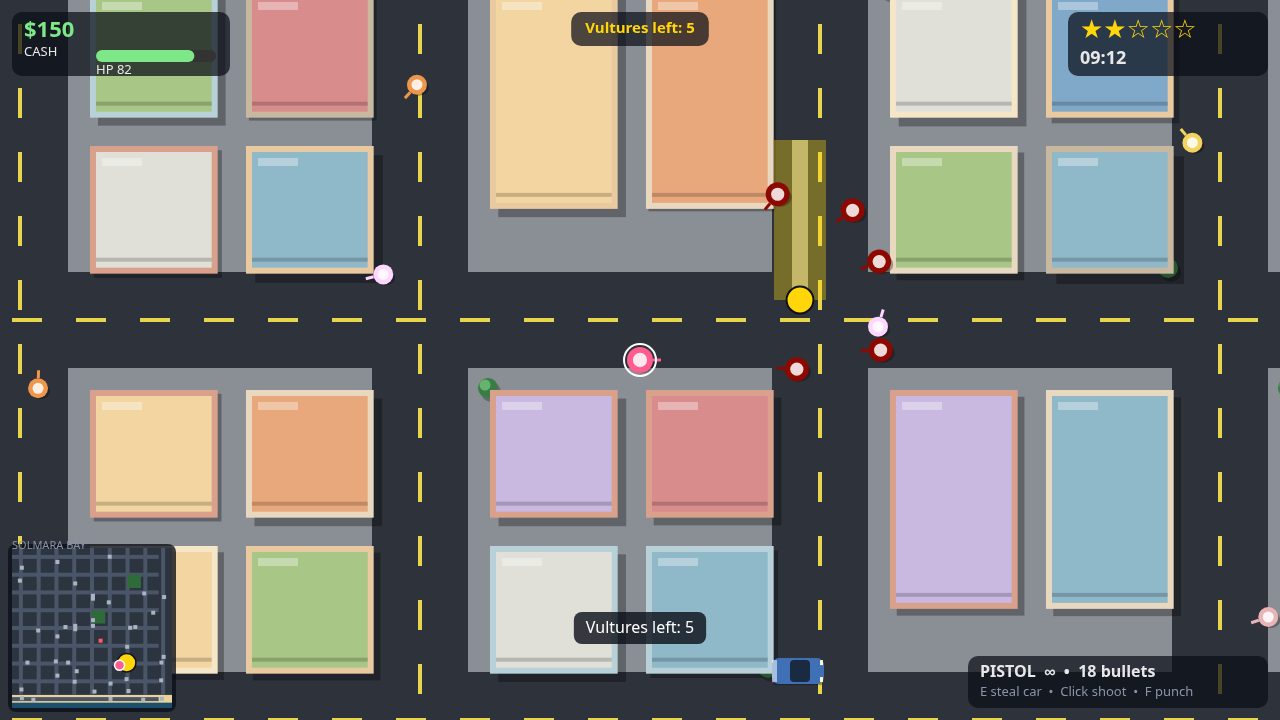 $150
CASH
HP 82
Vultures left: 5
★★☆☆☆
09:12
SOLMARA BAY
Vultures left: 5
PISTOL ∞ • 18 bullets
E steal car • Click shoot • F punch